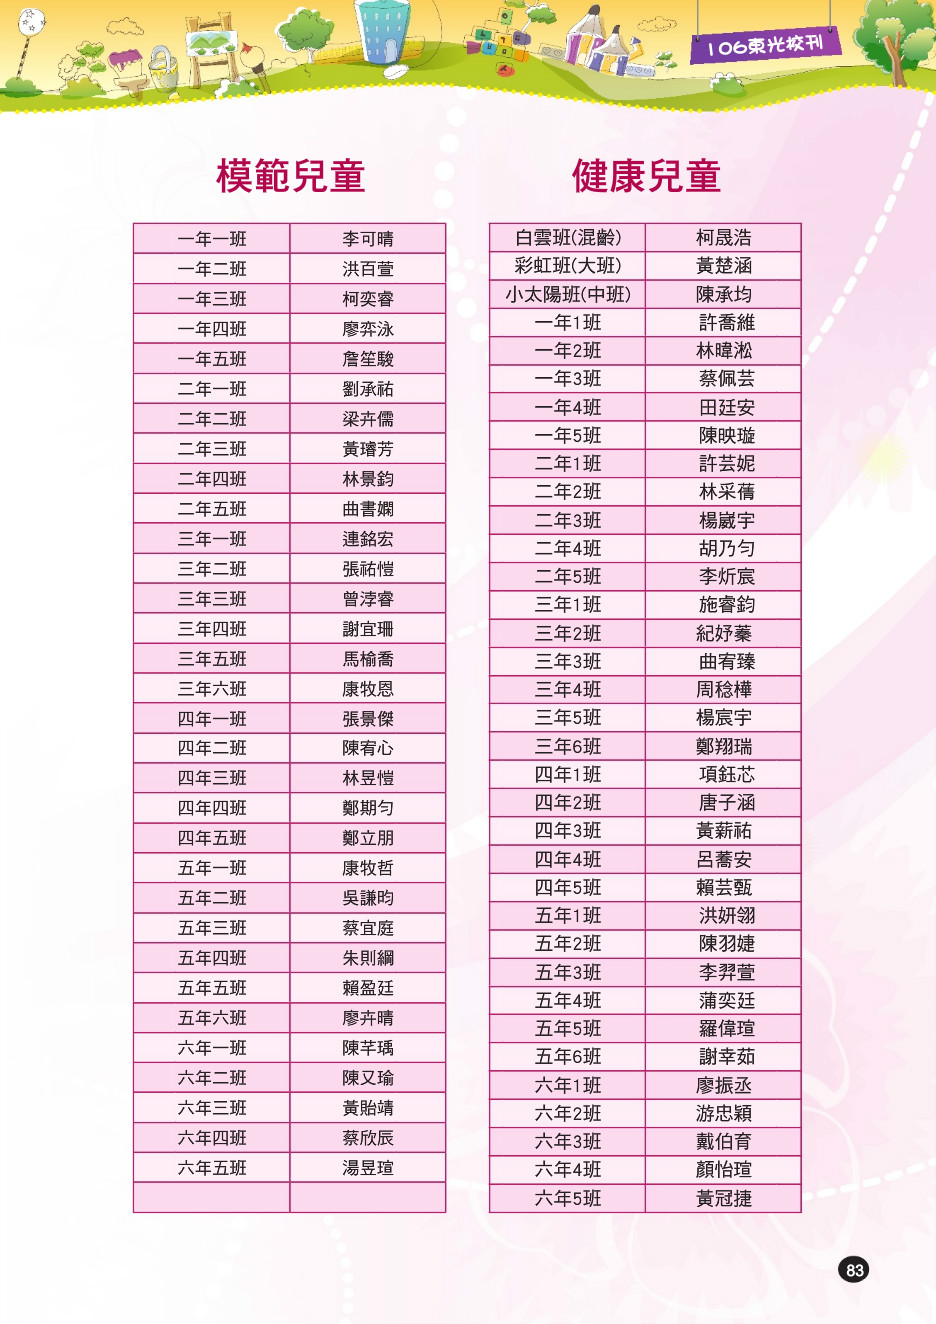 106東光校刊
模範兒童
一年一班 李可晴
一年二班 洪百萱
一年三班 柯奕睿
一年四班 廖弈泳
一年五班 詹笙駿
二年一班 劉承祐
二年二班 梁卉儒
二年三班 黃璿芳
二年四班 林景鈞
二年五班 曲書嫻
三年一班 連銘宏
三年二班 張祐愷
三年三班 曾浡睿
三年四班 謝宜珊
三年五班 馬榆喬
三年六班 康牧恩
四年一班 張景傑
四年二班 陳宥心
四年三班 林昱愷
四年四班 鄭期勻
四年五班 鄭立朋
五年一班 康牧哲
五年二班 吳謙昀
五年三班 蔡宜庭
五年四班 朱則綱
五年五班 賴盈廷
五年六班 廖卉晴
六年一班 陳芊瑀
六年二班 陳又瑜
六年三班 黃貽靖
六年四班 蔡欣辰
六年五班 湯昱瑄
健康兒童
白雲班(混齡) 柯晟浩
彩虹班(大班) 黃楚涵
小太陽班(中班) 陳承均
一年1班 許喬維
一年2班 林暐淞
一年3班 蔡佩芸
一年4班 田廷安
一年5班 陳映璇
二年1班 許芸妮
二年2班 林采蒨
二年3班 楊崴宇
二年4班 胡乃勻
二年5班 李炘宸
三年1班 施睿鈞
三年2班 紀妤蓁
三年3班 曲宥臻
三年4班 周稔樺
三年5班 楊宸宇
三年6班 鄭翔瑞
四年1班 項鈺芯
四年2班 唐子涵
四年3班 黃薪祐
四年4班 呂蕎安
四年5班 賴芸甄
五年1班 洪妍翎
五年2班 陳羽婕
五年3班 李羿萱
五年4班 蒲奕廷
五年5班 羅偉瑄
五年6班 謝幸茹
六年1班 廖振丞
六年2班 游忠穎
六年3班 戴伯育
六年4班 顏怡瑄
六年5班 黃冠捷
83